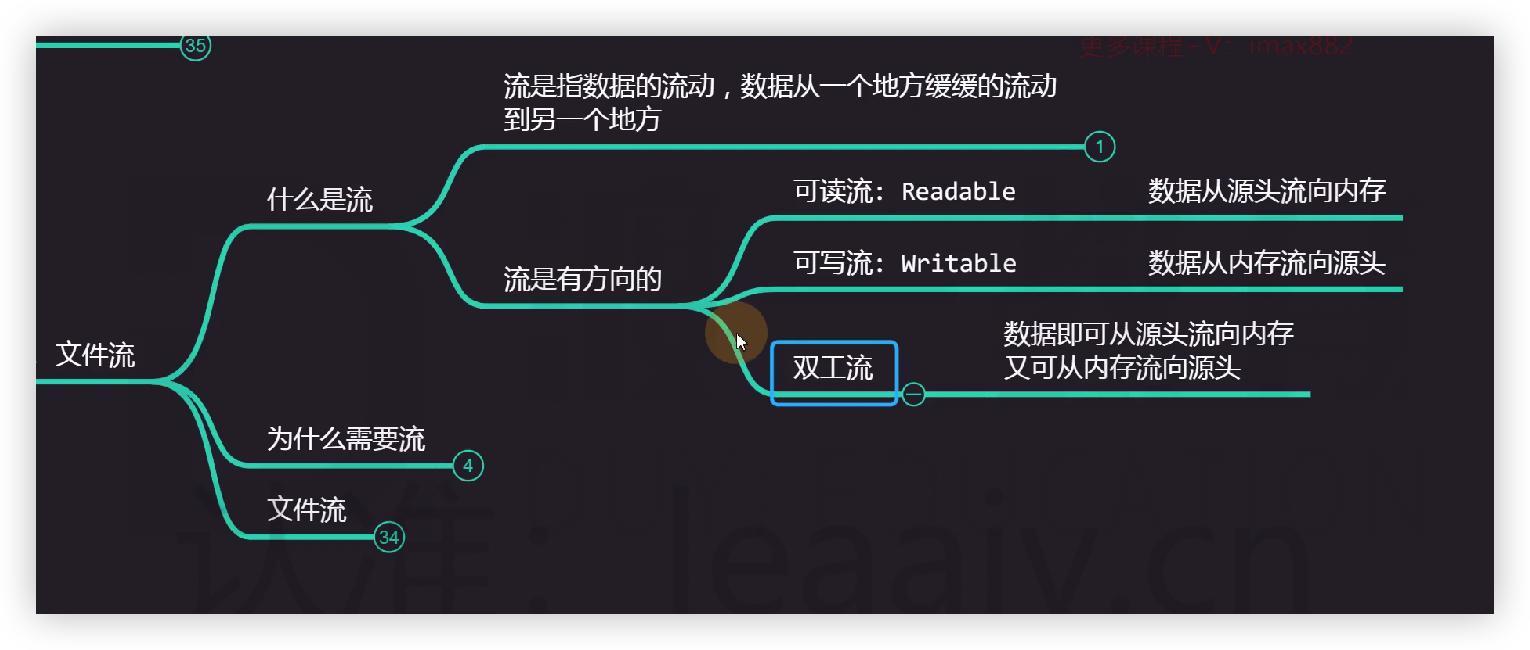 35
更多课程-V: imax882
流是指数据的流动，数据从一个地方缓缓的流动
到另一个地方
1
什么是流
可读流: Readable
数据从源头流向内存
可写流: Writable
数据从内存流向源头
流是有方向的
数据即可从源头流向内存
又可从内存流向源头
双工流
文件流
为什么需要流
4
文件流
34
认准: leaaiv.cn